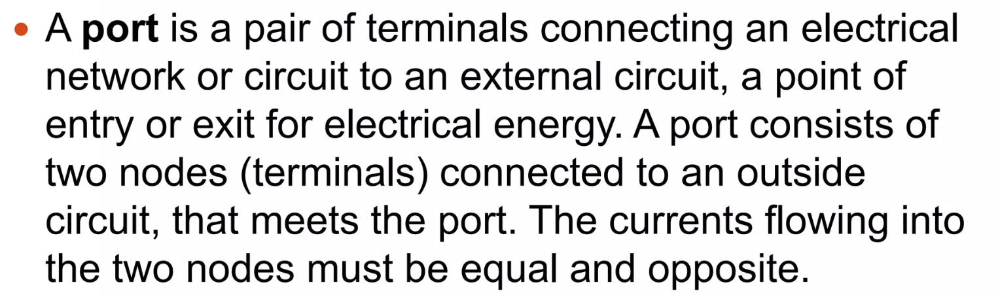 • A port is a pair of terminals connecting an electrical
network or circuit to an external circuit, a point of
entry or exit for electrical energy. A port consists of
two nodes (terminals) connected to an outside
circuit, that meets the port. The currents flowing into
the two nodes must be equal and opposite.